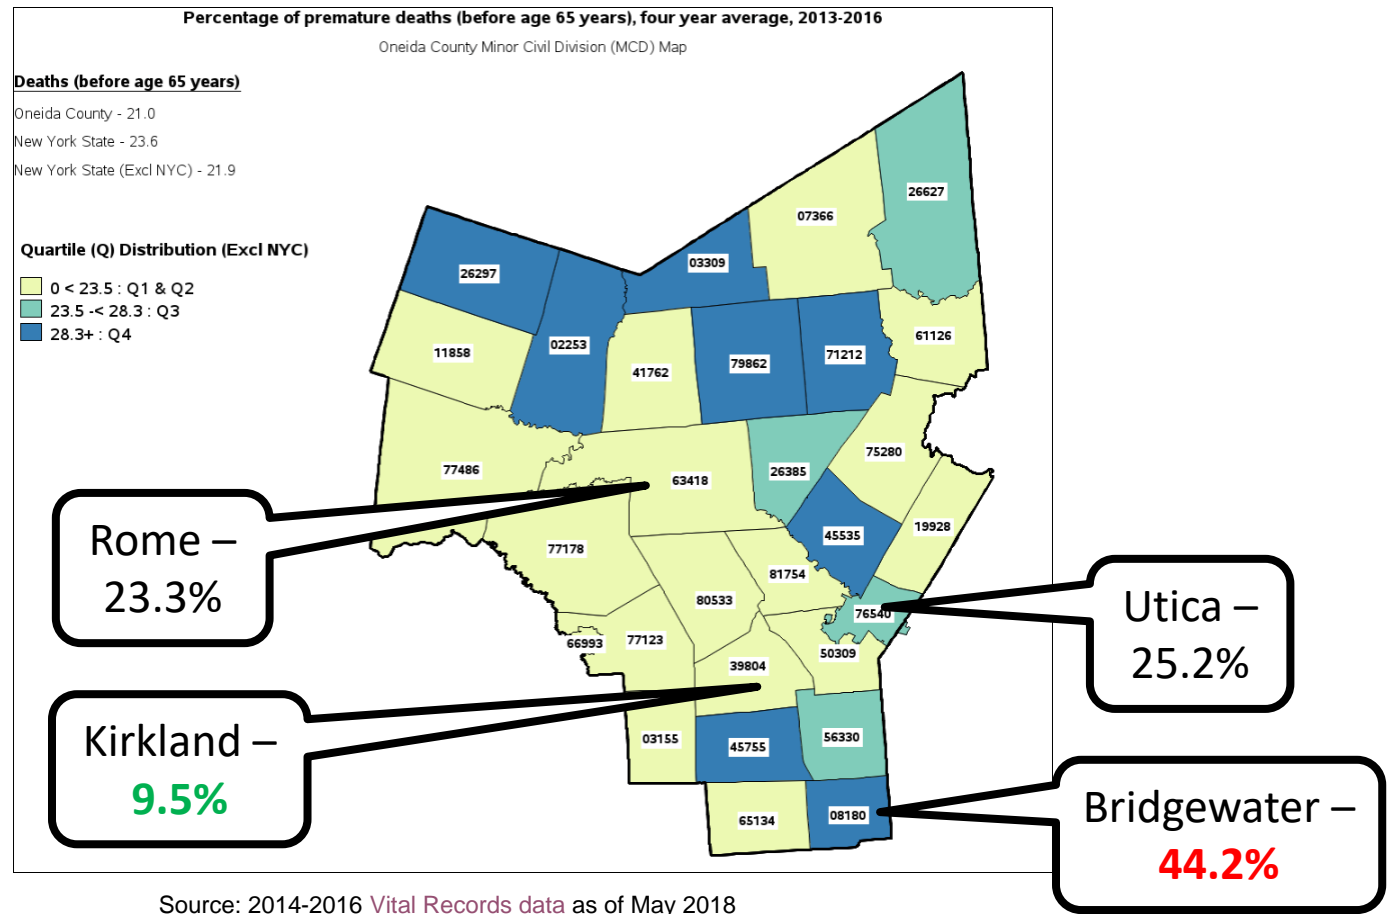 Percentage of premature deaths (before age 65 years), four year average, 2013-2016
Oneida County Minor Civil Division (MCD) Map
Deaths (before age 65 years)
Oneida County - 21.0
New York State - 23.6
New York State (Excl NYC) - 21.9
Quartile (Q) Distribution (Excl NYC)
0 < 23.5 : Q1 & Q2
23.5 -< 28.3 : Q3
28.3+ : Q4
26627
07366
03309
26297
61126
02253
11858
71212
79862
41762
75280
77486
26385
63418
19928
45535
77178
81754
80533
76540
77123
66993
50309
39804
56330
03155
45755
08180
65134
Rome –
23.3%
Utica –
25.2%
Kirkland –
9.5%
Bridgewater –
44.2%
Source: 2014-2016 Vital Records data as of May 2018